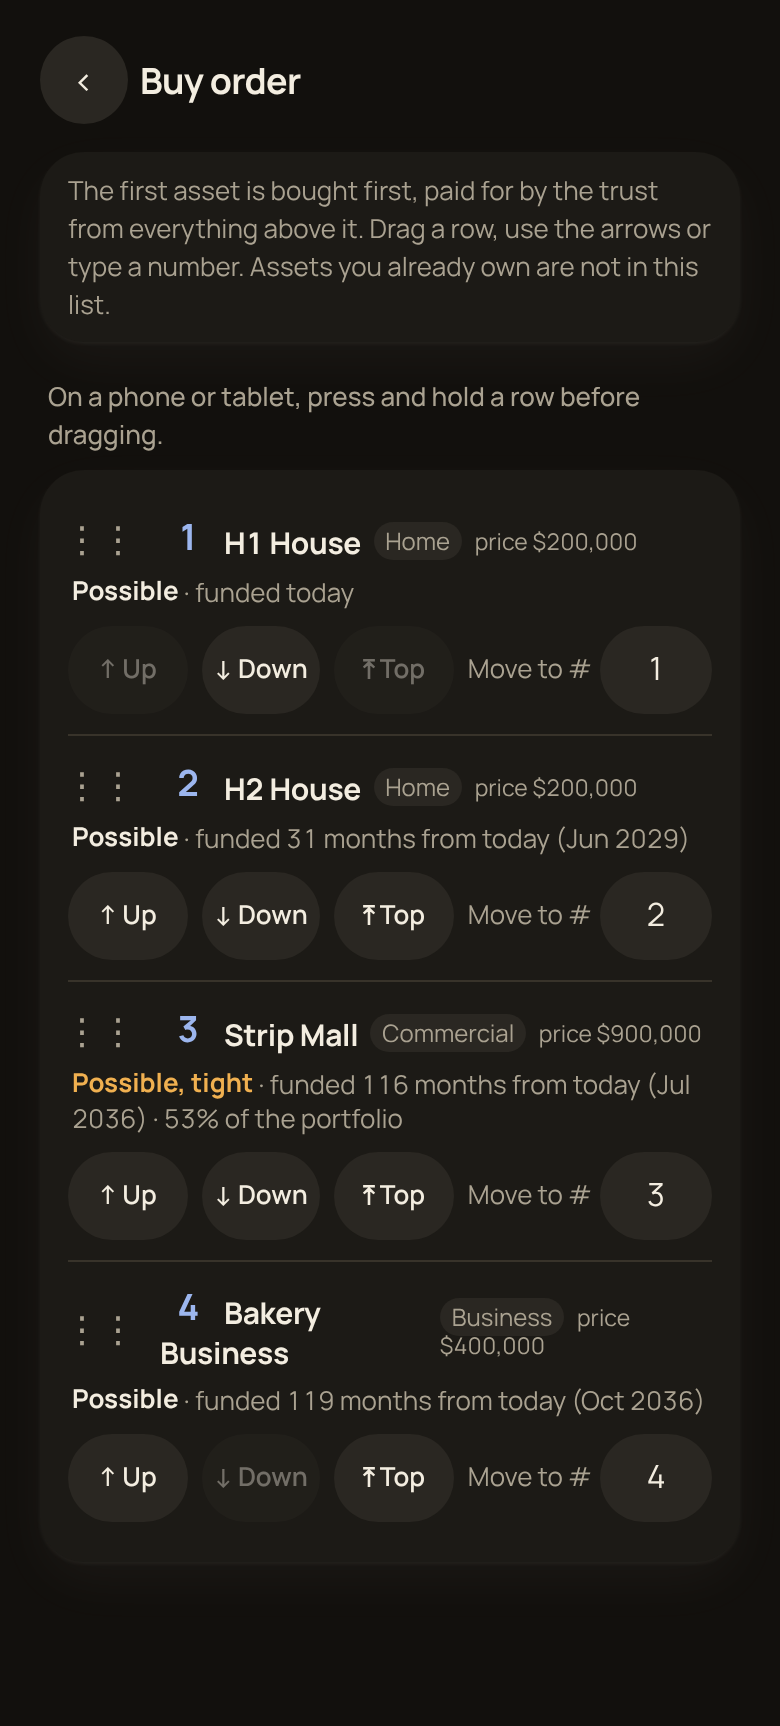 ‹ Buy order
The first asset is bought first, paid for by the trust
from everything above it. Drag a row, use the arrows or
type a number. Assets you already own are not in this
list.
On a phone or tablet, press and hold a row before
dragging.
⋮⋮ 1 H1 House Home price $200,000
Possible · funded today
↑ Up ↓ Down ⤒ Top Move to # 1
⋮⋮ 2 H2 House Home price $200,000
Possible · funded 31 months from today (Jun 2029)
↑ Up ↓ Down ⤒ Top Move to # 2
⋮⋮ 3 Strip Mall Commercial price $900,000
Possible, tight · funded 116 months from today (Jul
2036) · 53% of the portfolio
↑ Up ↓ Down ⤒ Top Move to # 3
⋮⋮ 4 Bakery
Business
Business price
$400,000
Possible · funded 119 months from today (Oct 2036)
↑ Up ↓ Down ⤒ Top Move to # 4